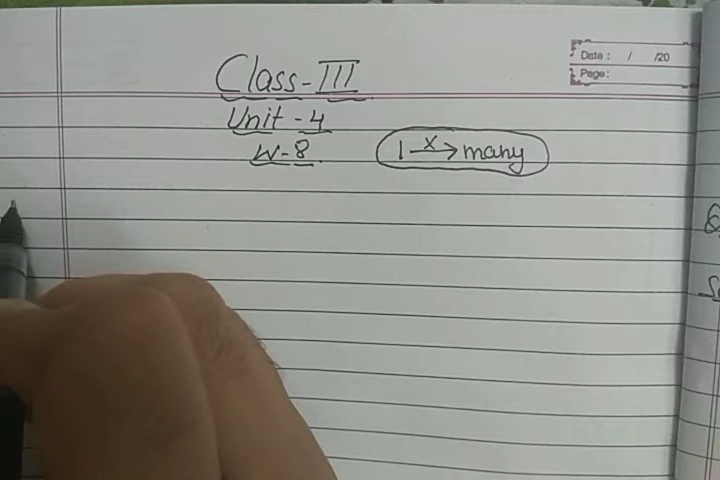 Date : / /20
Page:
Class-III
Unit-4
W-8
1 x→ many